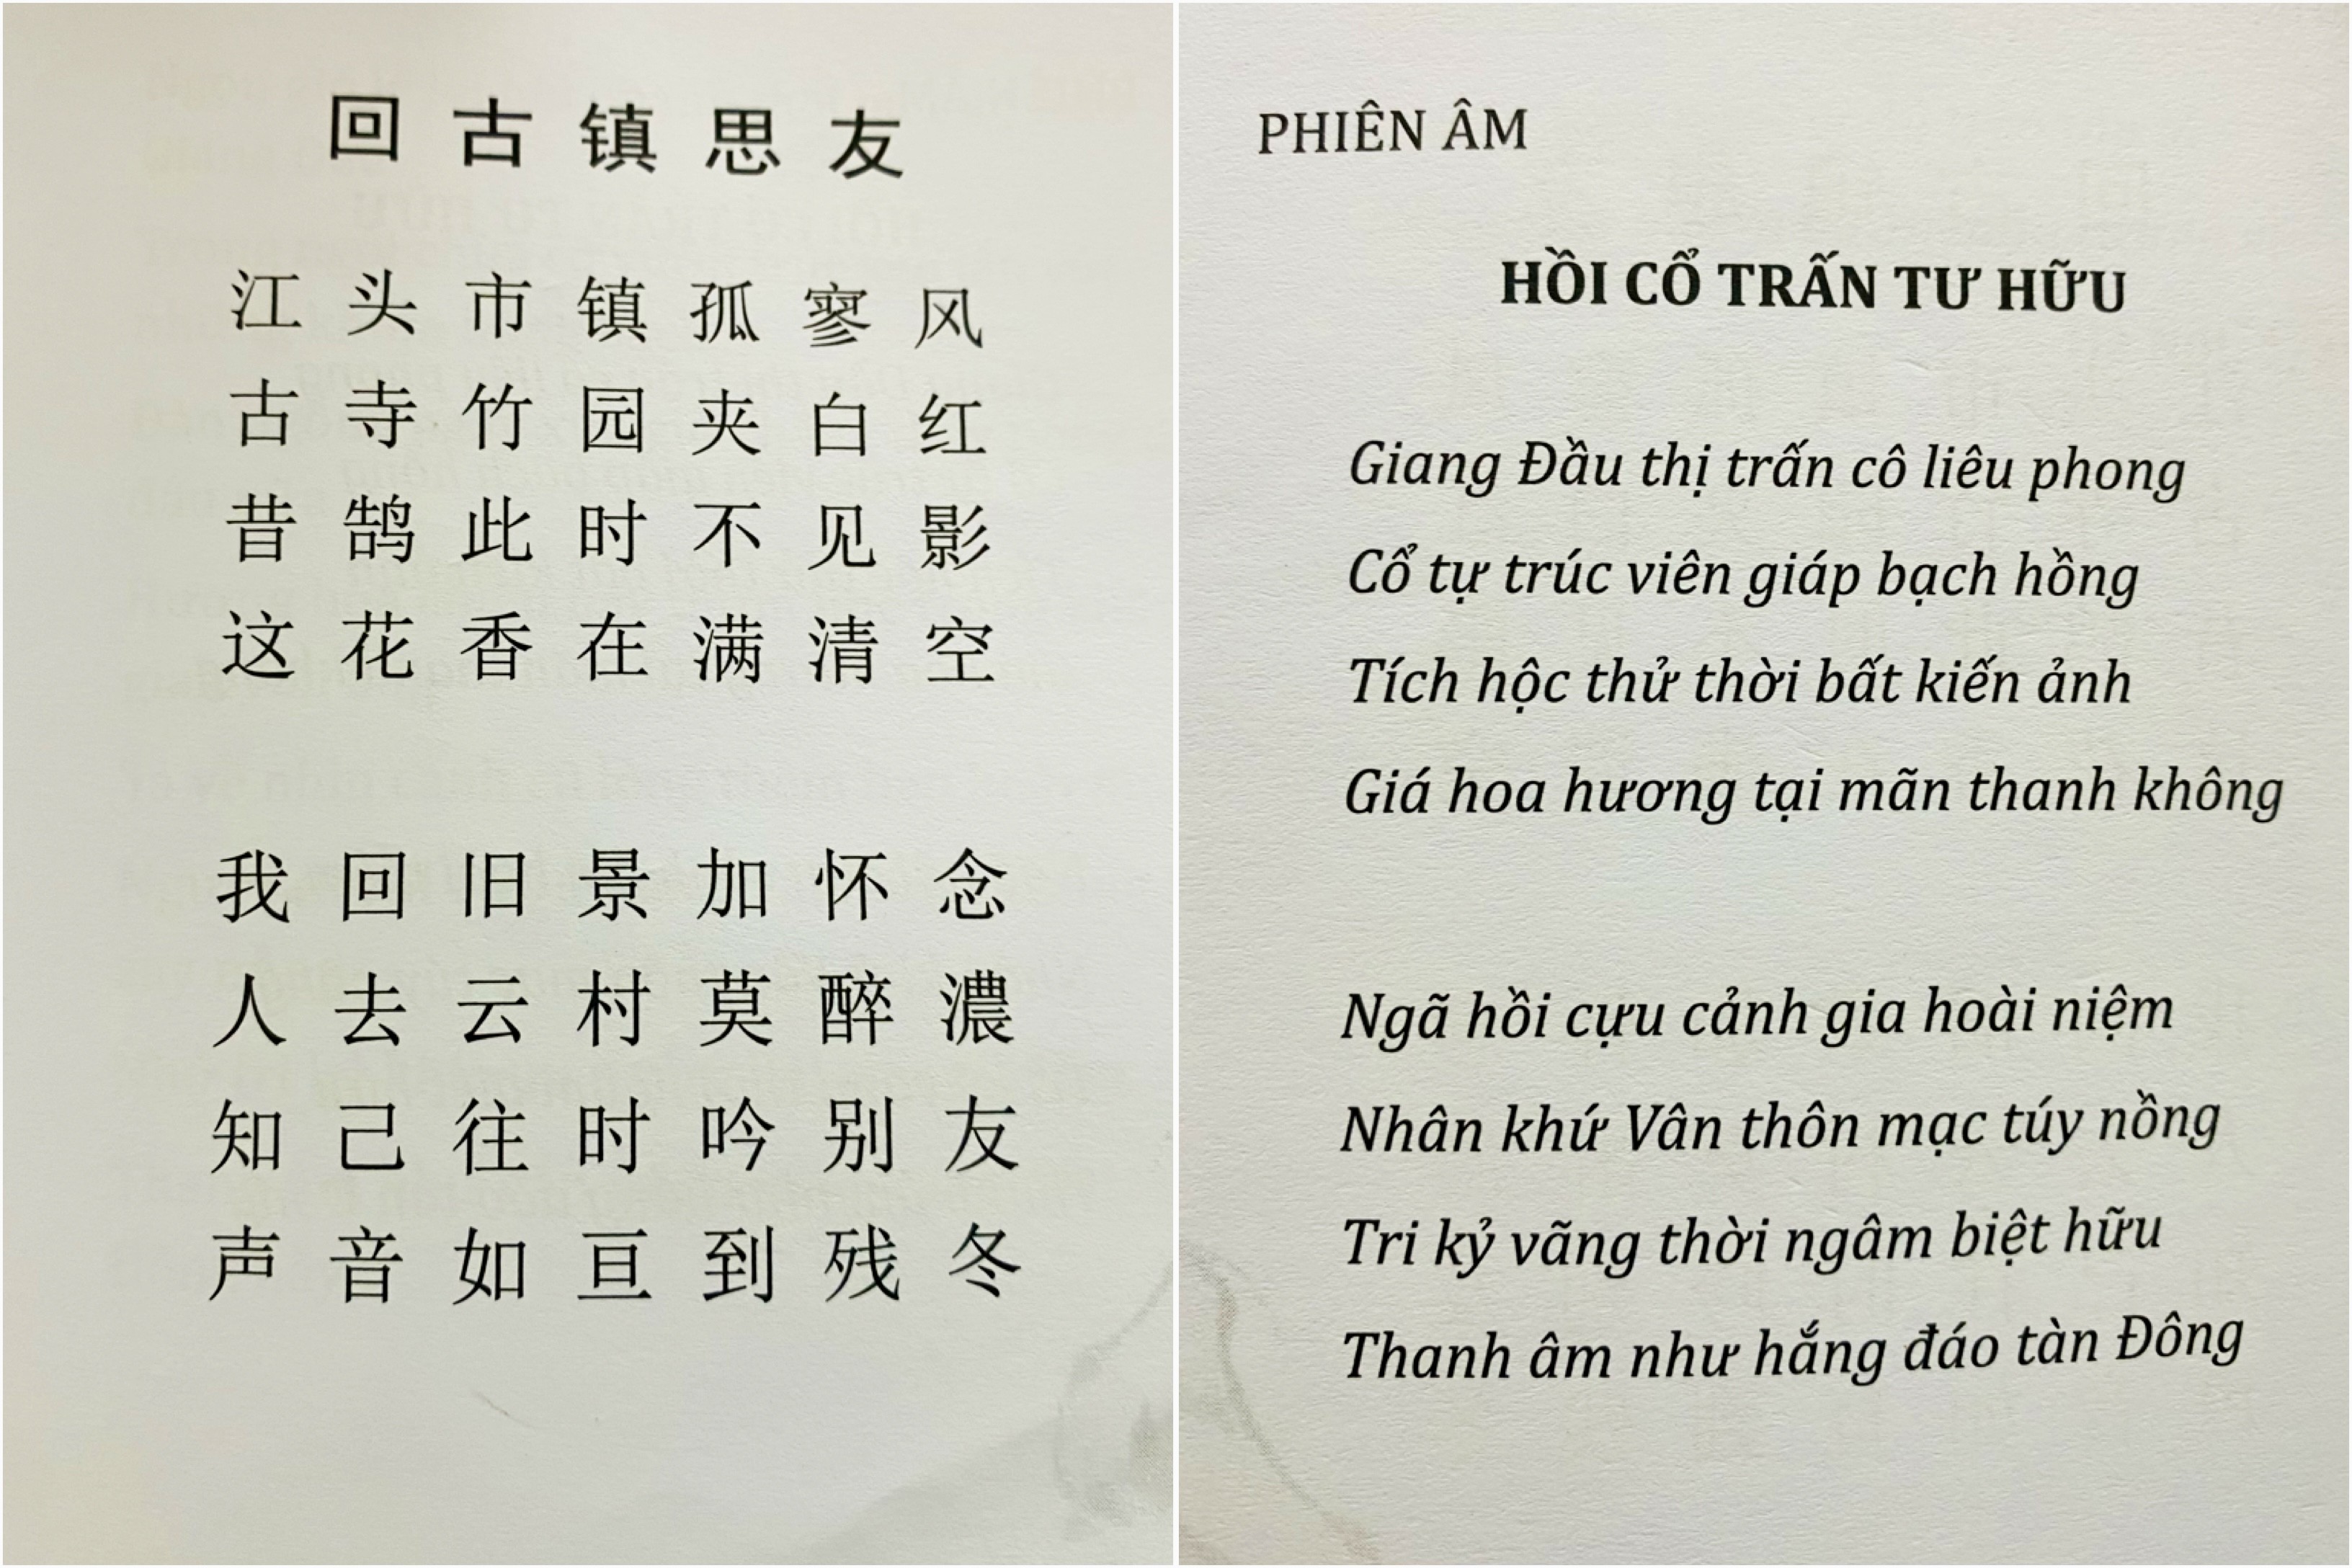 回古镇思友
江头市镇孤寥风
古寺竹园夹白红
昔鹄此时不见影
这花香在满清空
我回旧景加怀念
人去云村莫醉濃
知己往时吟别友
声音如亘到残冬
PHIÊN ÂM
HỒI CỔ TRẤN TƯ HỮU
Giang Đầu thị trấn cô liêu phong
Cổ tự trúc viên giáp bạch hồng
Tích hộc thử thời bất kiến ảnh
Giá hoa hương tại mãn thanh không
Ngã hồi cựu cảnh gia hoài niệm
Nhân khứ Vân thôn mạc túy nồng
Tri kỷ vãng thời ngâm biệt hữu
Thanh âm như hằng đáo tàn Đông